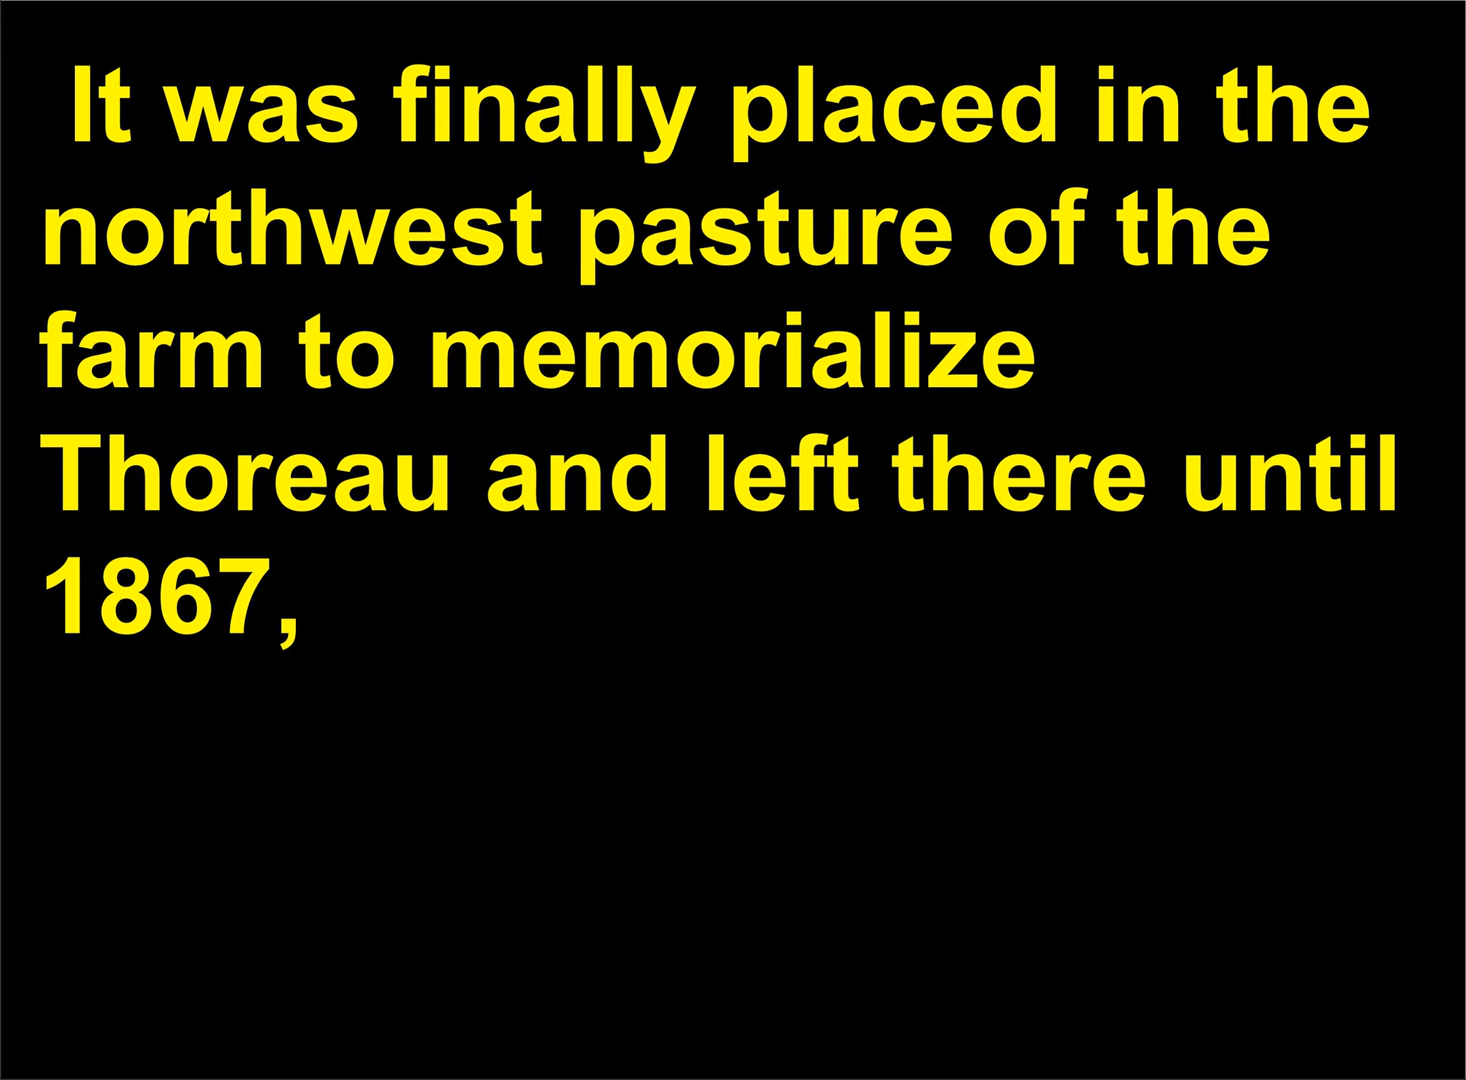 It was finally placed in the
northwest pasture of the
farm to memorialize
Thoreau and left there until
1867,